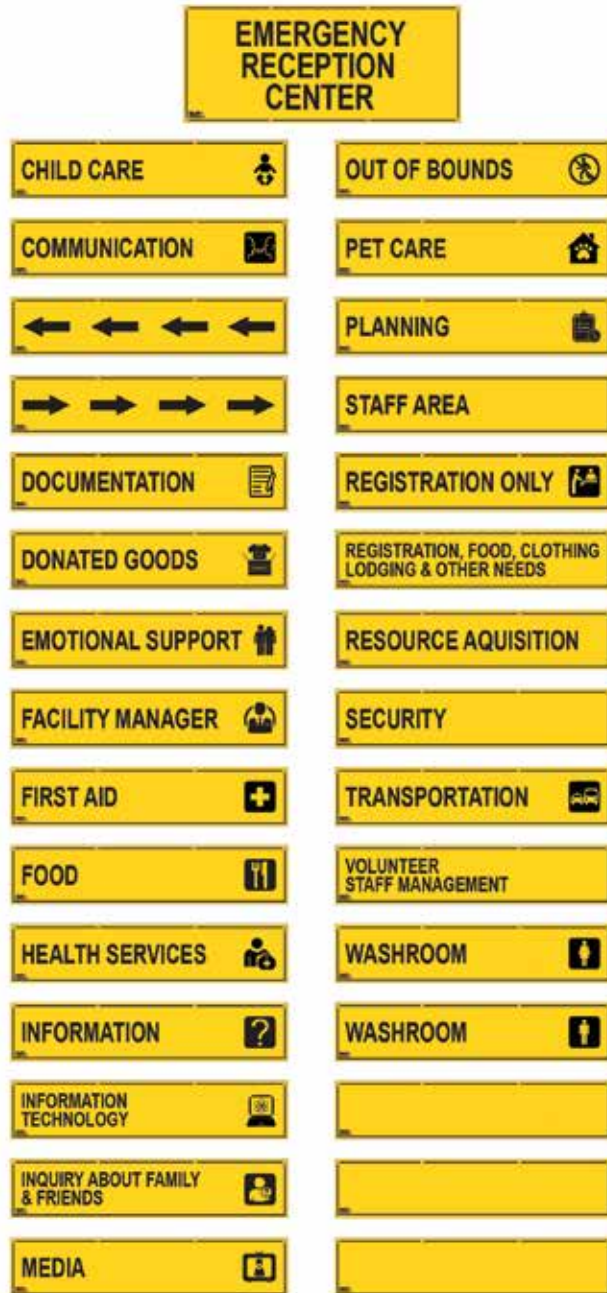 EMERGENCY
RECEPTION
CENTER
CHILD CARE
COMMUNICATION
DOCUMENTATION
DONATED GOODS
EMOTIONAL SUPPORT
FACILITY MANAGER
FIRST AID
FOOD
HEALTH SERVICES
INFORMATION
?
INFORMATION
TECHNOLOGY
INQUIRY ABOUT FAMILY
& FRIENDS
MEDIA
OUT OF BOUNDS
PET CARE
PLANNING
STAFF AREA
REGISTRATION ONLY
REGISTRATION, FOOD, CLOTHING
LODGING & OTHER NEEDS
RESOURCE AQUISITION
SECURITY
TRANSPORTATION
VOLUNTEER
STAFF MANAGEMENT
WASHROOM
WASHROOM